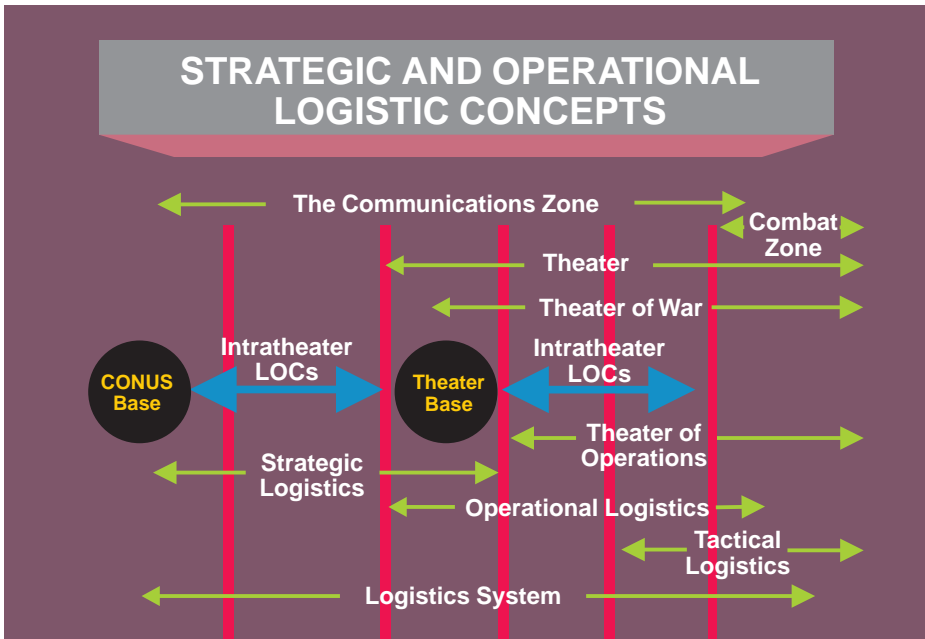 STRATEGIC AND OPERATIONAL
LOGISTIC CONCEPTS
The Communications Zone
Combat
Zone
Theater
Theater of War
Intratheater
LOCs
Intratheater
LOCs
CONUS
Base
Theater
Base
Theater of
Operations
Strategic
Logistics
Operational Logistics
Tactical
Logistics
Logistics System